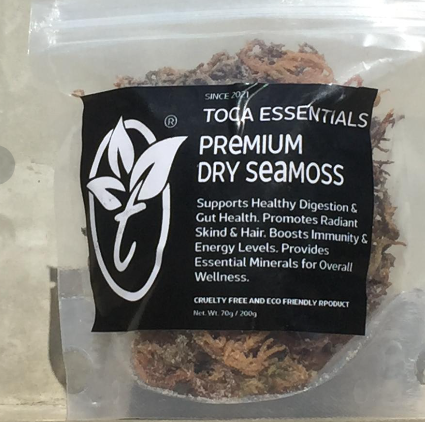 SINCE 2021
TOCA ESSENTIALS
®
PREMIUM
DRY SEAMOSS
Supports Healthy Digestion &
Gut Health. Promotes Radiant
Skind & Hair. Boosts Immunity &
Energy Levels. Provides
Essential Minerals for Overall
Wellness.
CRUELTY FREE AND ECO FRIENDLY RPODUCT
Net. Wt. 70g / 200g